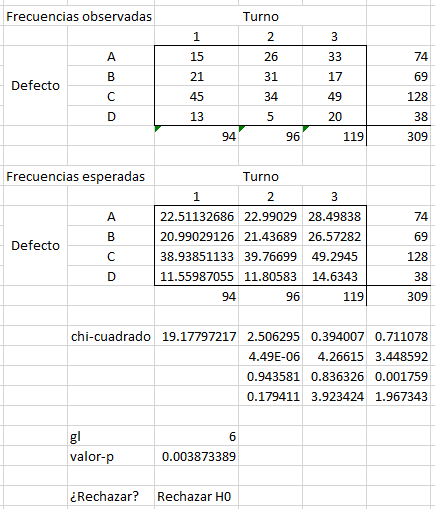 Frecuencias observadas Turno
1 2 3
A 15 26 33 74
B 21 31 17 69
Defecto
C 45 34 49 128
D 13 5 20 38
94 96 119 309
Frecuencias esperadas Turno
1 2 3
A 22.51132686 22.99029 28.49838 74
B 20.99029126 21.43689 26.57282 69
Defecto
C 38.93851133 39.76699 49.2945 128
D 11.55987055 11.80583 14.6343 38
94 96 119 309
chi-cuadrado 19.17797217 2.506295 0.394007 0.711078
4.49E-06 4.26615 3.448592
0.943581 0.836326 0.001759
0.179411 3.923424 1.967343
gl 6
valor-p 0.003873389
¿Rechazar? Rechazar H0